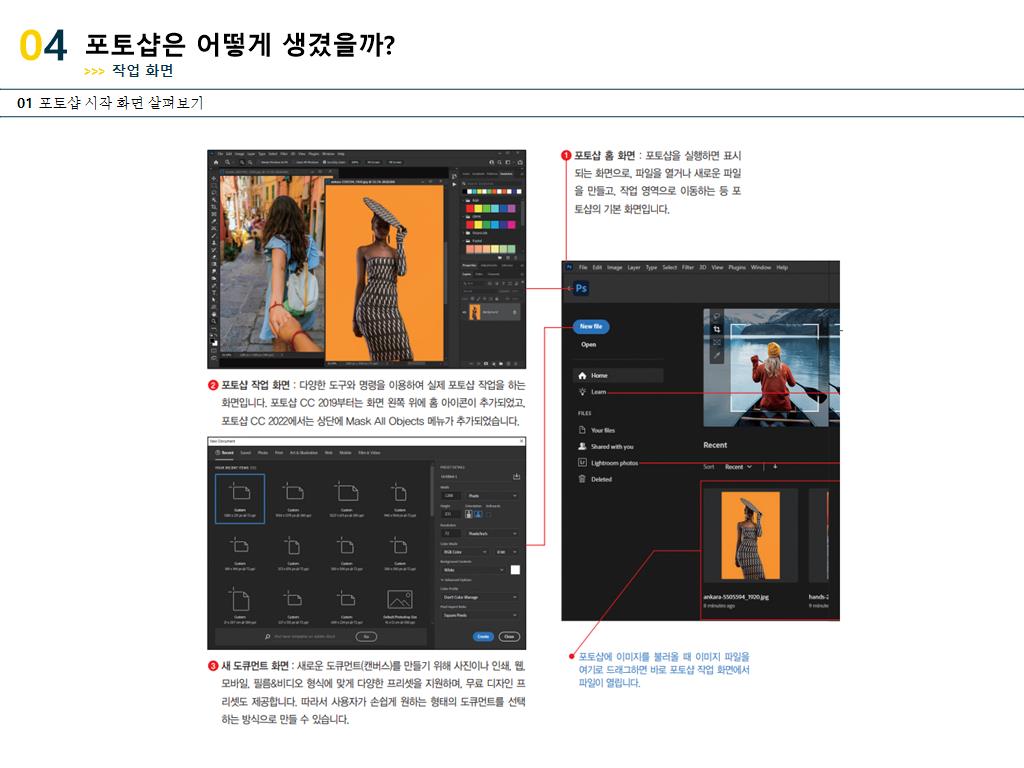 04 포토샵은 어떻게 생겼을까?
>>> 작업 화면
01 포토샵 시작 화면 살펴보기
1 포토샵 홈 화면 : 포토샵을 실행하면 표시
되는 화면으로, 파일을 열거나 새로운 파일
을 만들고, 작업 영역으로 이동하는 등 포
토샵의 기본 화면입니다.
Ps File Edit Image Layer Type Select Filter 3D View Plugins Window Help
Ps
New file
Open
Home
Learn
FILES
Your files
Shared with you
Lightroom photos
Deleted
Recent
Sort Recent
ankara-5505594_1920.jpg
8 minutes ago
hands-2
9 minute
포토샵에 이미지를 불러올 때 이미지 파일을
여기로 드래그하면 바로 포토샵 작업 화면에서
파일이 열립니다.
2 포토샵 작업 화면 : 다양한 도구와 명령을 이용하여 실제 포토샵 작업을 하는
화면입니다. 포토샵 CC 2019부터는 화면 왼쪽 위에 홈 아이콘이 추가되었고,
포토샵 CC 2022에서는 상단에 Mask All Objects 메뉴가 추가되었습니다.
New Document
Recent Saved Photo Print Art & Illustration Web Mobile Film & Video
YOUR RECENT ITEMS
PRESET DETAILS
Width
Pixels
Height Orientation Artboards
Resolution
72 Pixels/Inch
Color Mode
RGB Color 8 bit
Background Contents
White
Advanced Options
Color Profile
Don't Color Manage
Pixel Aspect Ratio
Square Pixels
Custom
Custom
Custom
Custom
Custom
Custom
Custom
Custom
Custom
Custom
Custom
Default Photoshop Size
Go
Create Close
3 새 도큐먼트 화면 : 새로운 도큐먼트(캔버스)를 만들기 위해 사진이나 인쇄, 웹,
모바일, 필름&비디오 형식에 맞게 다양한 프리셋을 지원하며, 무료 디자인 프
리셋도 제공합니다. 따라서 사용자가 손쉽게 원하는 형태의 도큐먼트를 선택
하는 방식으로 만들 수 있습니다.